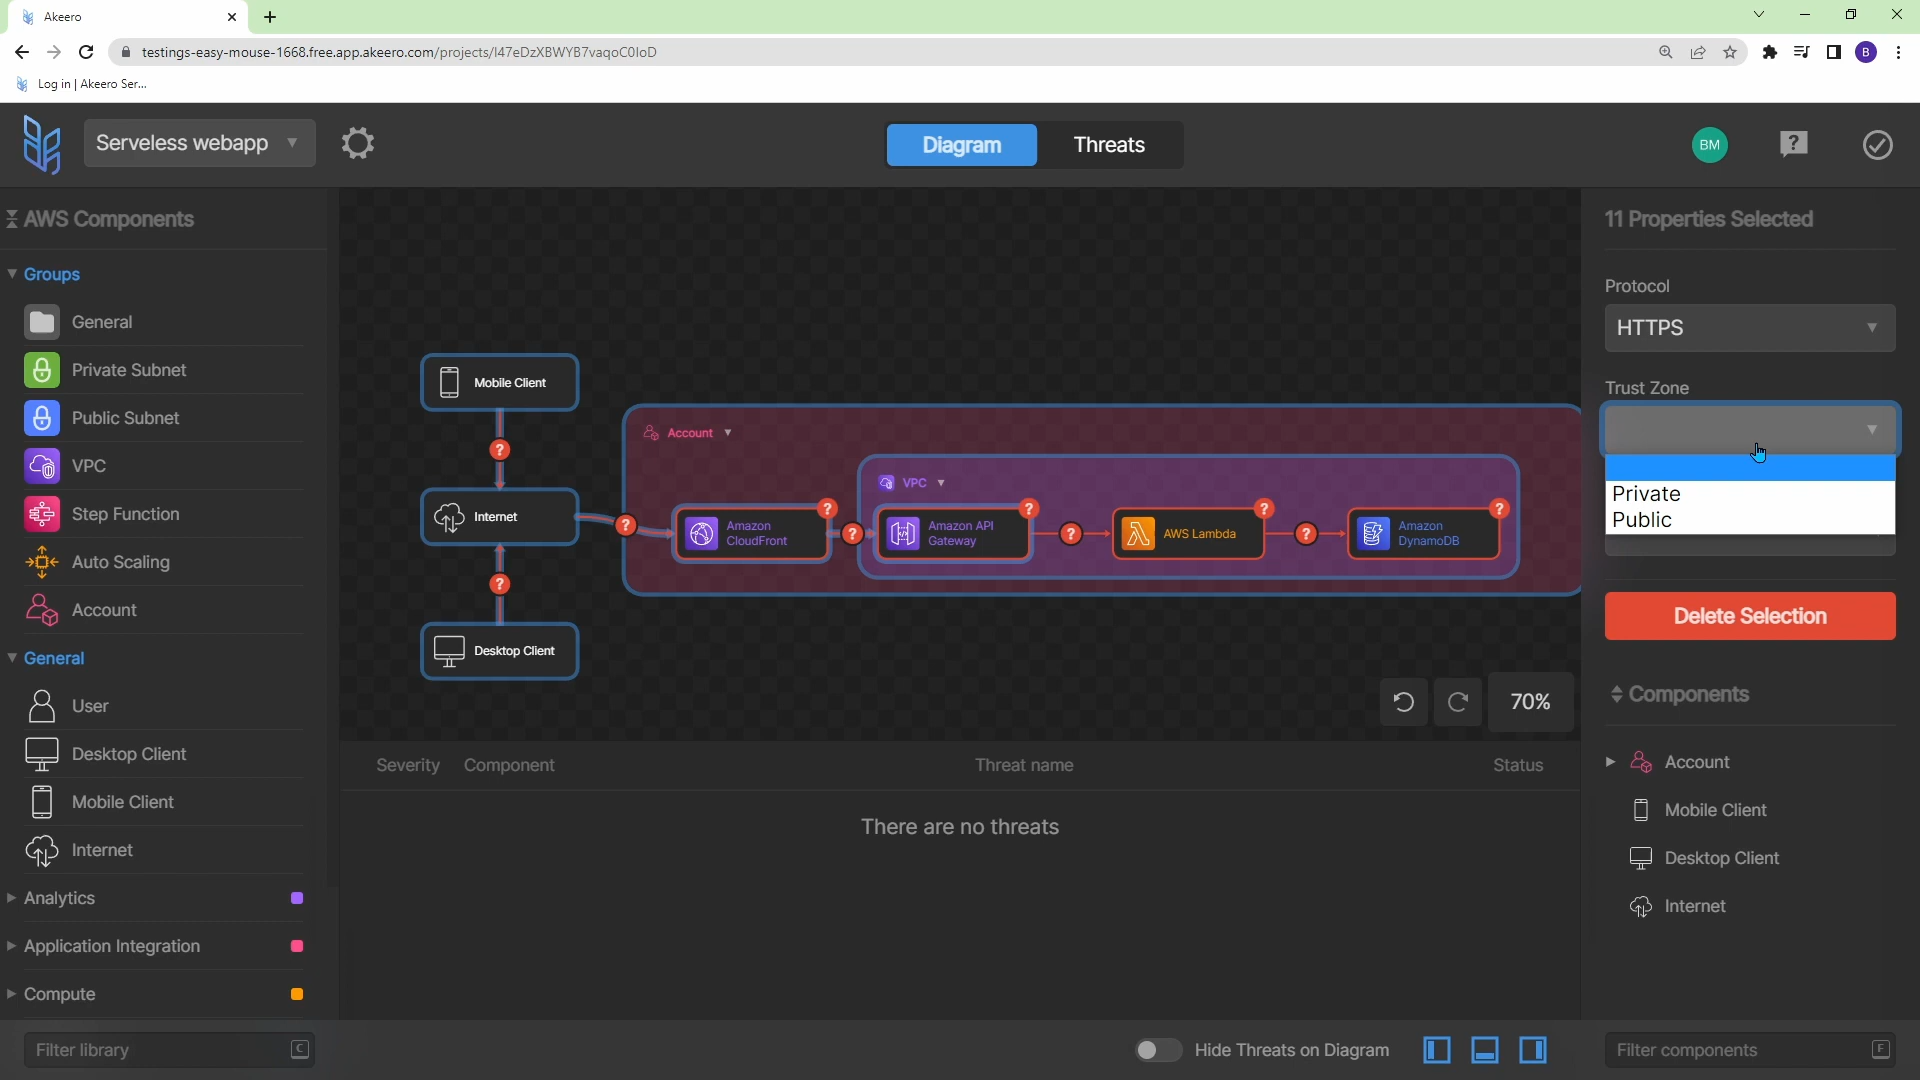 Akeero
testings-easy-mouse-1668.free.app.akeero.com/projects/I47eDzXBWYB7vaqoC0IoD
B
Log in | Akeero Ser...
Serveless webapp
Diagram
Threats
BM
?
AWS Components
Groups
General
Private Subnet
Public Subnet
VPC
Step Function
Auto Scaling
Account
General
User
Desktop Client
Mobile Client
Internet
Analytics
Application Integration
Compute
Filter library
C
Mobile Client
?
Internet
?
?
Desktop Client
Account
VPC
Amazon
CloudFront
?
?
Amazon API
Gateway
?
?
AWS Lambda
?
?
Amazon
DynamoDB
?
70%
Severity
Component
Threat name
Status
There are no threats
Hide Threats on Diagram
11 Properties Selected
Protocol
HTTPS
Trust Zone
Private
Public
Delete Selection
Components
Account
Mobile Client
Desktop Client
Internet
Filter components
F